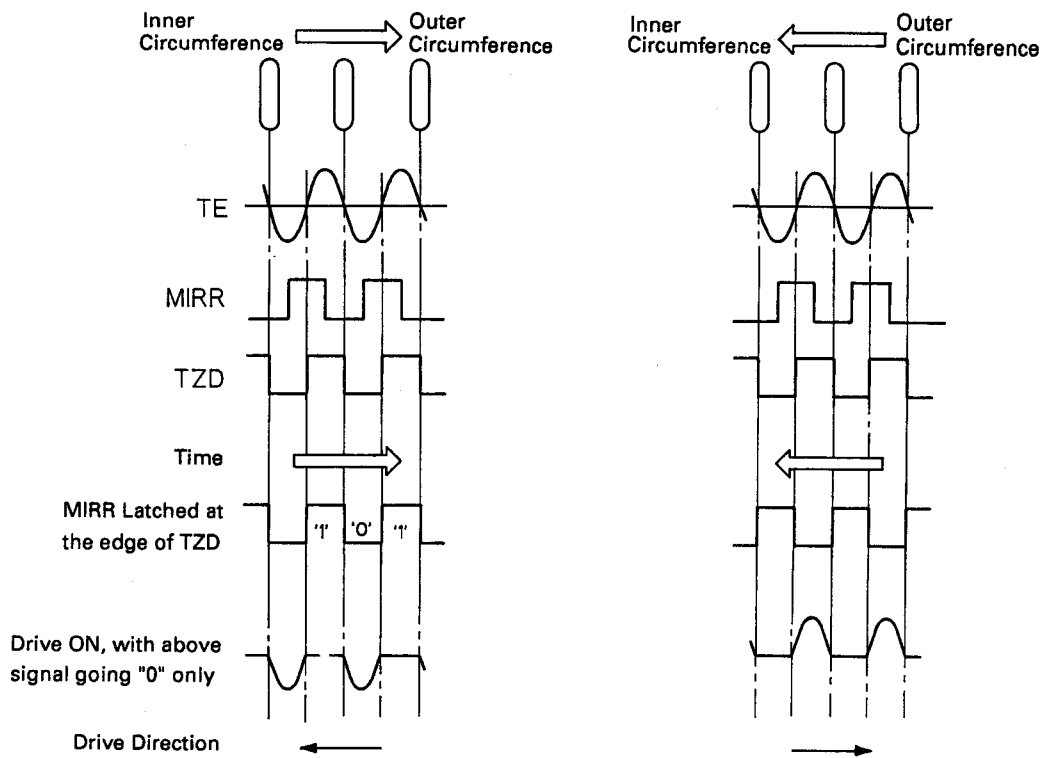 Inner
Circumference
Outer
Circumference
Inner
Circumference
Outer
Circumference
TE
MIRR
TZD
Time
MIRR Latched at
the edge of TZD
'1' '0' '1'
Drive ON, with above
signal going "0" only
Drive Direction